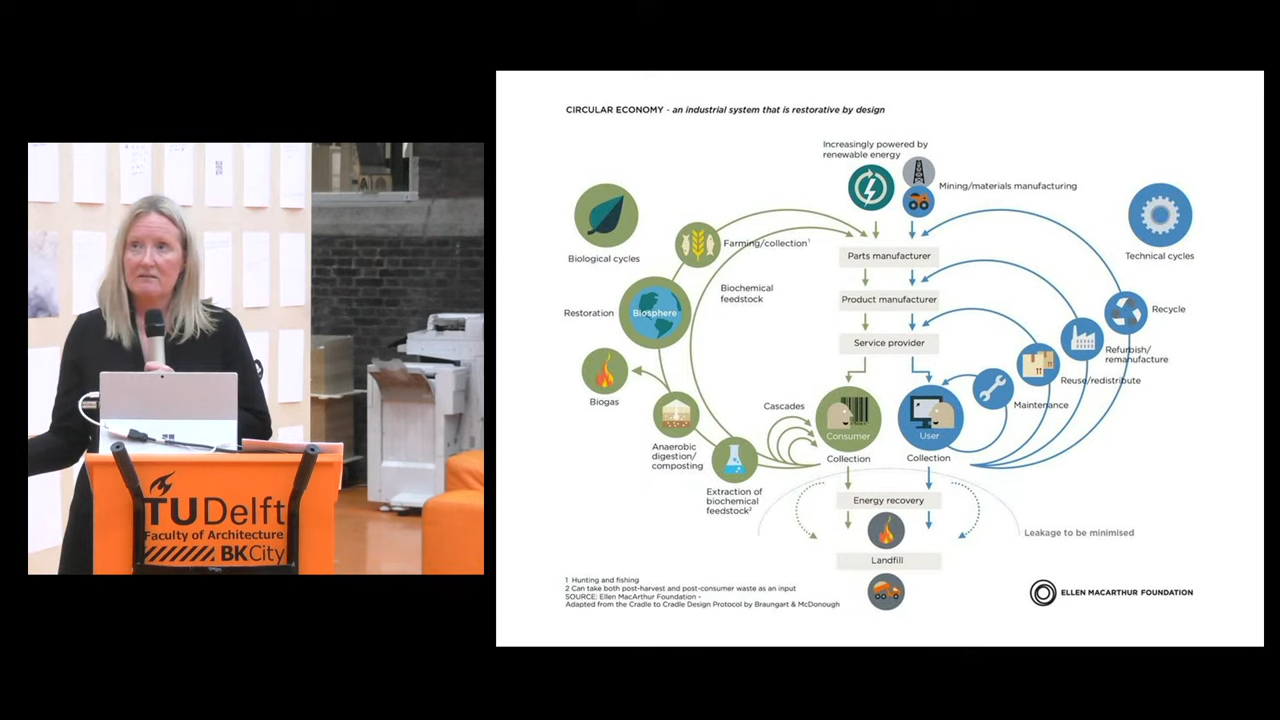 TUDelft
Faculty of Architecture
BKCity
CIRCULAR ECONOMY - an industrial system that is restorative by design
Increasingly powered by
renewable energy
Mining/materials manufacturing
Biological cycles
Technical cycles
Farming/collection¹
Parts manufacturer
Biochemical
feedstock
Product manufacturer
Restoration
Biosphere
Recycle
Service provider
Refurbish/
remanufacture
Reuse/redistribute
Biogas
Cascades
Maintenance
Consumer
User
Anaerobic
digestion/
composting
Collection
Collection
Extraction of
biochemical
feedstock²
Energy recovery
Leakage to be minimised
Landfill
1 Hunting and fishing
2 Can take both post-harvest and post-consumer waste as an input
SOURCE: Ellen MacArthur Foundation -
Adapted from the Cradle to Cradle Design Protocol by Braungart & McDonough
ELLEN MACARTHUR FOUNDATION